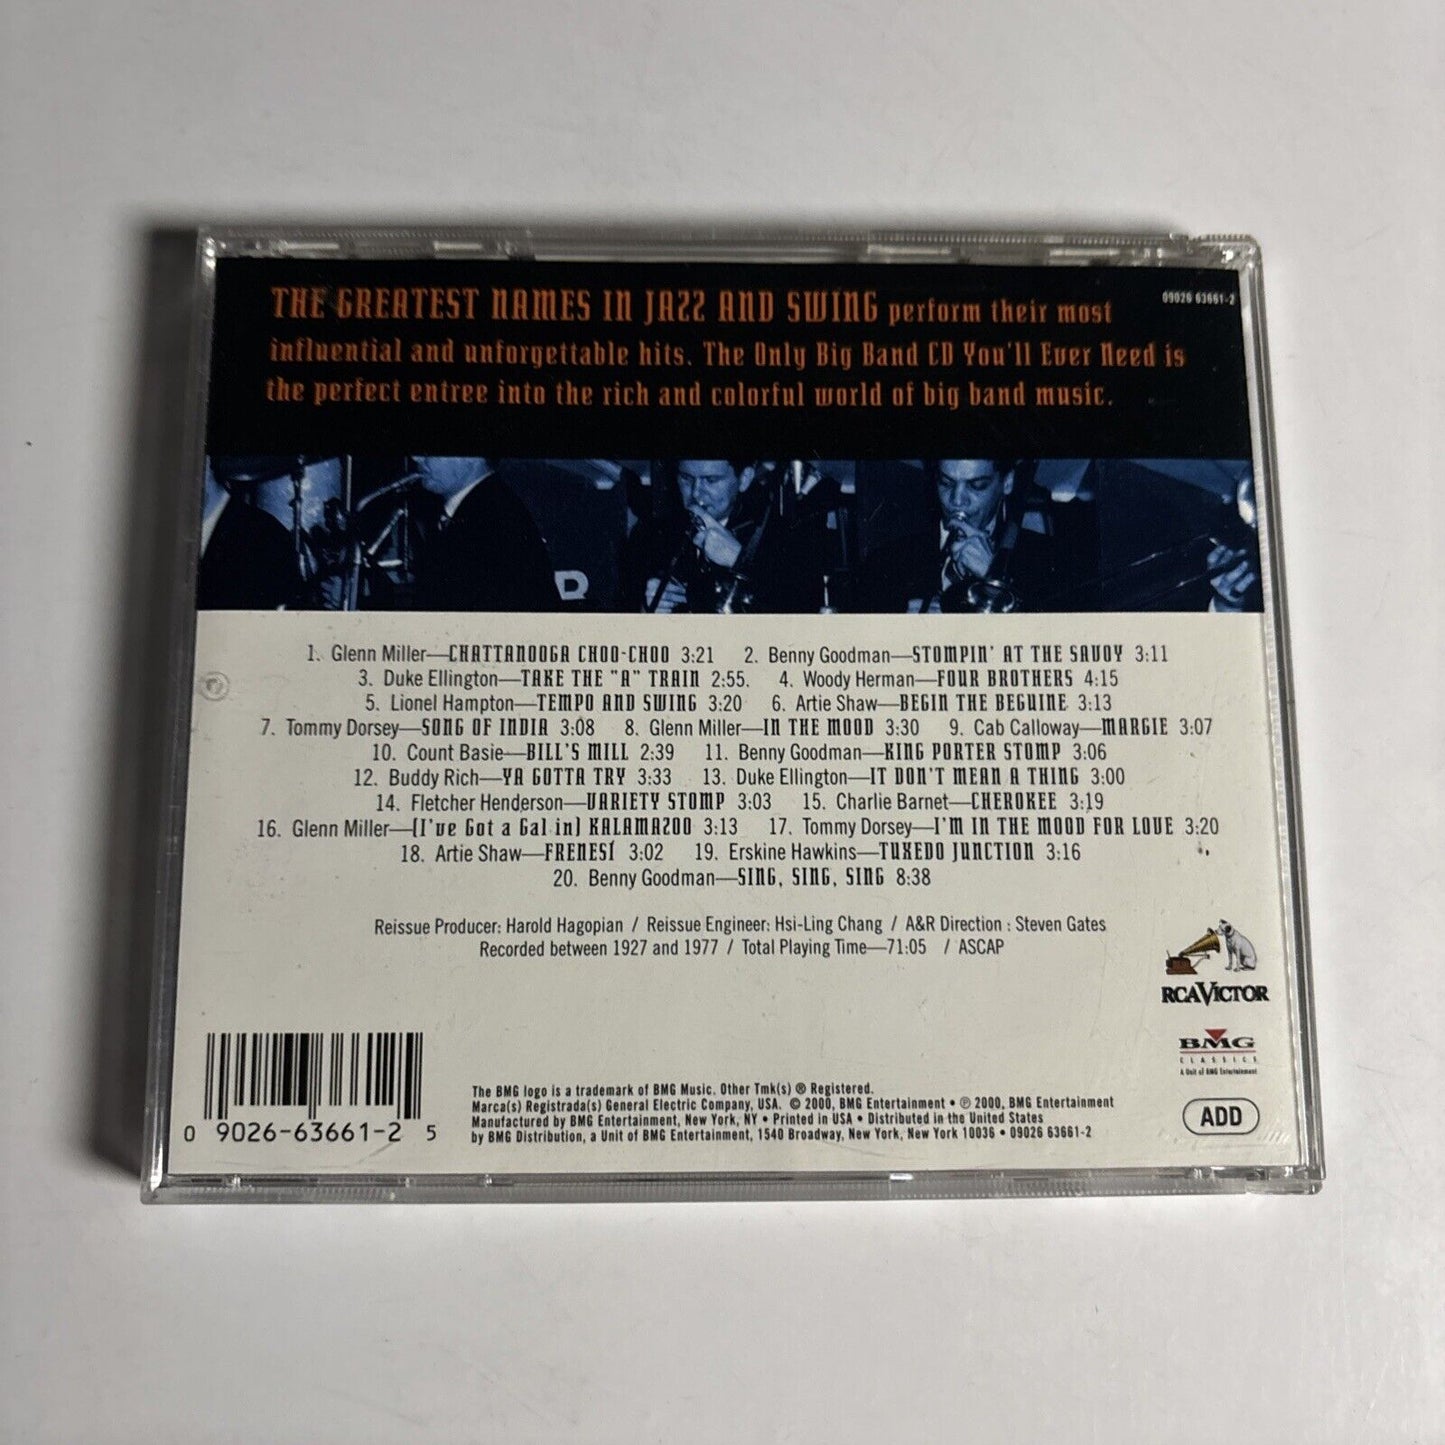 09026 63661-2
THE GREATEST NAMES IN JAZZ AND SWING perform their most
influential and unforgettable hits. The Only Big Band CD You'll Ever Need is
the perfect entree into the rich and colorful world of big band music.
1. Glenn Miller—CHATTANOOGA CHOO-CHOO 3:21 2. Benny Goodman—STOMPIN' AT THE SAVOY 3:11
3. Duke Ellington—TAKE THE "A" TRAIN 2:55. 4. Woody Herman—FOUR BROTHERS 4:15
5. Lionel Hampton—TEMPO AND SWING 3:20 6. Artie Shaw—BEGIN THE BEGUINE 3:13
7. Tommy Dorsey—SONG OF INDIA 3:08 8. Glenn Miller—IN THE MOOD 3:30 9. Cab Calloway—MARGIE 3:07
10. Count Basie—BILL'S MILL 2:39 11. Benny Goodman—KING PORTER STOMP 3:06
12. Buddy Rich—YA GOTTA TRY 3:33 13. Duke Ellington—IT DON'T MEAN A THING 3:00
14. Fletcher Henderson—VARIETY STOMP 3:03 15. Charlie Barnet—CHEROKEE 3:19
16. Glenn Miller—(I've Got a Gal in) KALAMAZOO 3:13 17. Tommy Dorsey—I'M IN THE MOOD FOR LOVE 3:20
18. Artie Shaw—FRENESÍ 3:02 19. Erskine Hawkins—TUXEDO JUNCTION 3:16
20. Benny Goodman—SING, SING, SING 8:38
Reissue Producer: Harold Hagopian / Reissue Engineer: Hsi-Ling Chang / A&R Direction : Steven Gates
Recorded between 1927 and 1977 / Total Playing Time—71:05 / ASCAP
RCA VICTOR
BMG
CLASSICS
A Unit of BMG Entertainment
ADD
0 9026-63661-2 5
The BMG logo is a trademark of BMG Music. Other Tmk(s) ® Registered.
Marca(s) Registrada(s) General Electric Company, USA. © 2000, BMG Entertainment • ℗ 2000, BMG Entertainment
Manufactured by BMG Entertainment, New York, NY • Printed in USA • Distributed in the United States
by BMG Distribution, a Unit of BMG Entertainment, 1540 Broadway, New York, New York 10036 • 09026 63661-2